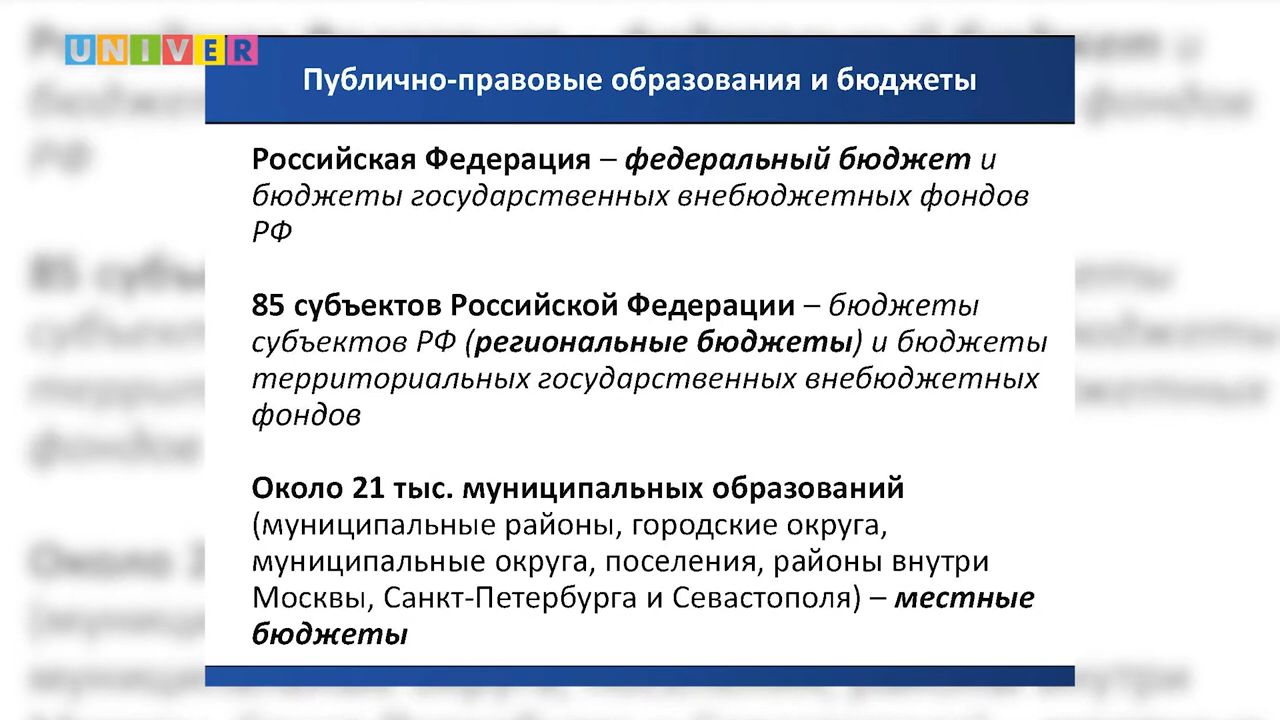 UNIVER
Публично-правовые образования и бюджеты
Российская Федерация – федеральный бюджет и
бюджеты государственных внебюджетных фондов
РФ
85 субъектов Российской Федерации – бюджеты
субъектов РФ (региональные бюджеты) и бюджеты
территориальных государственных внебюджетных
фондов
Около 21 тыс. муниципальных образований
(муниципальные районы, городские округа,
муниципальные округа, поселения, районы внутри
Москвы, Санкт-Петербурга и Севастополя) – местные
бюджеты